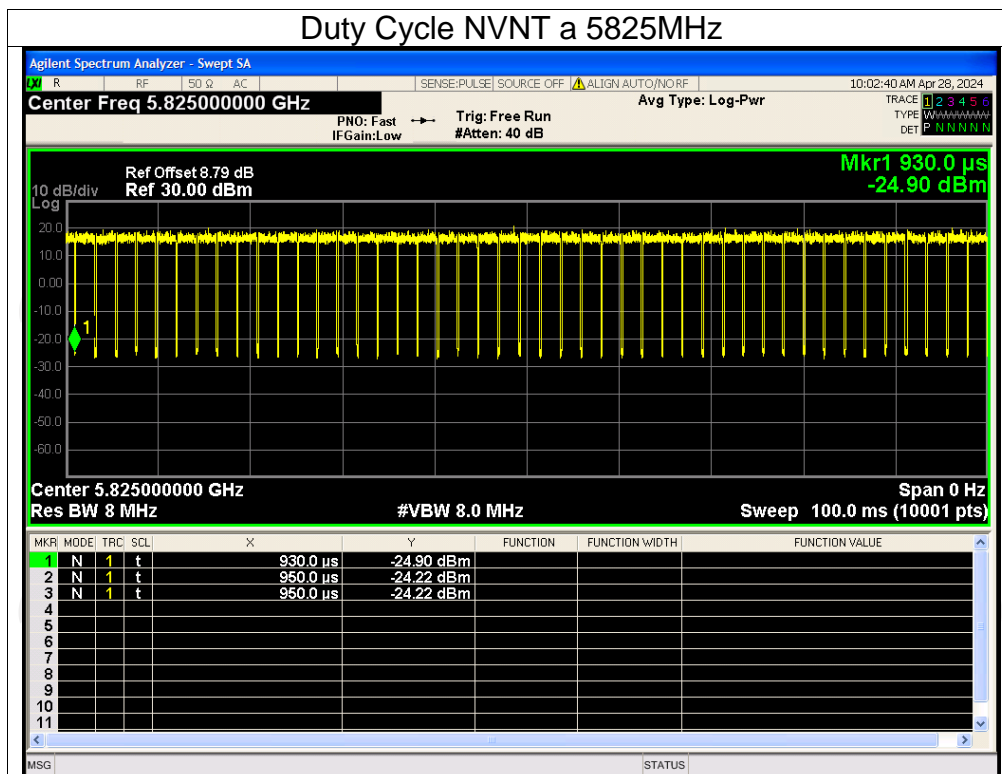 Duty Cycle NVNT a 5825MHz
Agilent Spectrum Analyzer - Swept SA
LXI R RF 50 Ω AC SENSE:PULSE SOURCE OFF ALIGN AUTO/NO RF 10:02:40 AM Apr 28, 2024
Center Freq 5.825000000 GHz Avg Type: Log-Pwr TRACE 1 2 3 4 5 6
PNO: Fast Trig: Free Run TYPE W
IFGain:Low #Atten: 40 dB DET P N N N N N
Mkr1 930.0 µs
Ref Offset 8.79 dB -24.90 dBm
10 dB/div Ref 30.00 dBm
Log
20.0
10.0
0.00
-10.0
1
-20.0
-30.0
-40.0
-50.0
-60.0
Center 5.825000000 GHz Span 0 Hz
Res BW 8 MHz #VBW 8.0 MHz Sweep 100.0 ms (10001 pts)
MKR MODE TRC SCL X Y FUNCTION FUNCTION WIDTH FUNCTION VALUE
1 N 1 t 930.0 µs -24.90 dBm
2 N 1 t 950.0 µs -24.22 dBm
3 N 1 t 950.0 µs -24.22 dBm
4
5
6
7
8
9
10
11
MSG STATUS